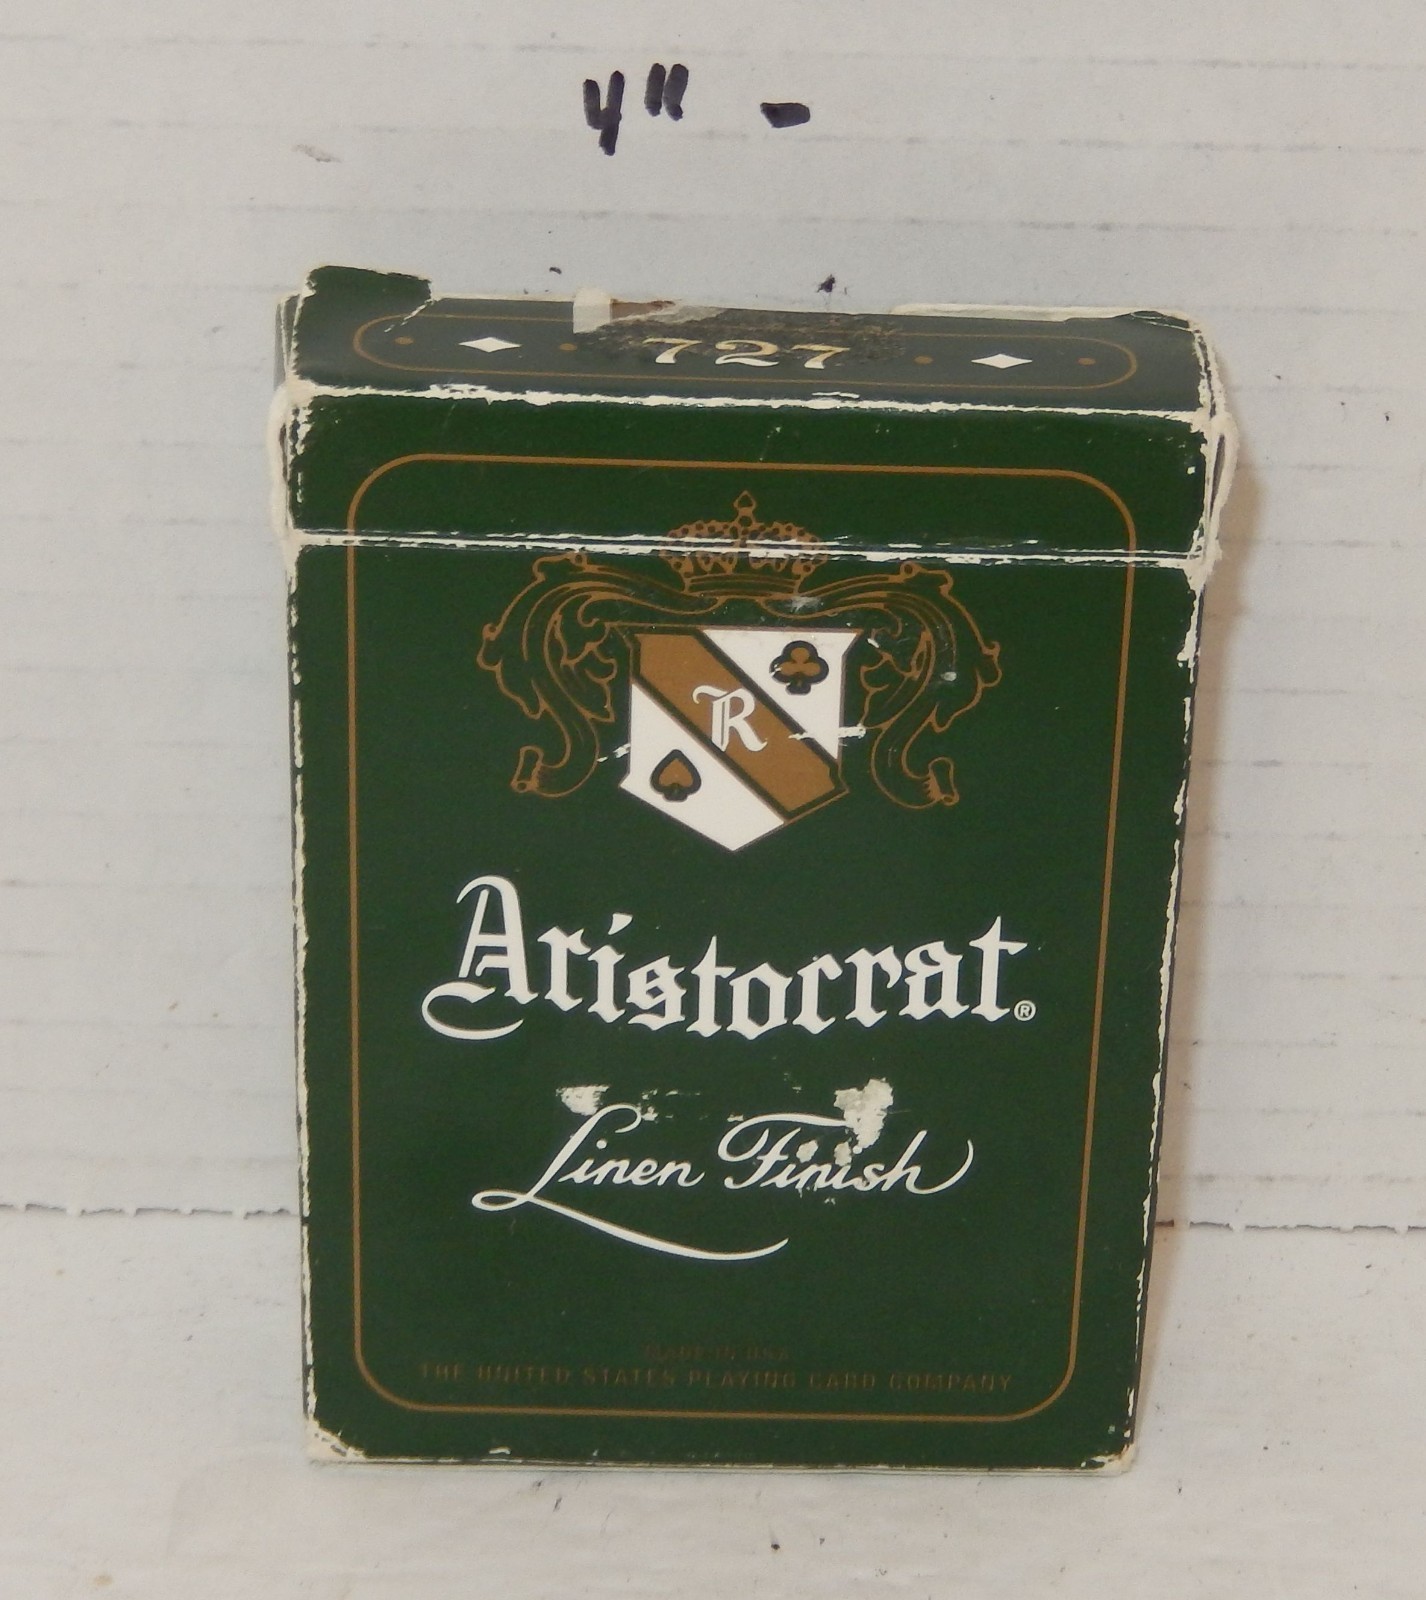 4" -
727
R
Aristocrat®
Linen Finish
MADE IN USA
THE UNITED STATES PLAYING CARD COMPANY